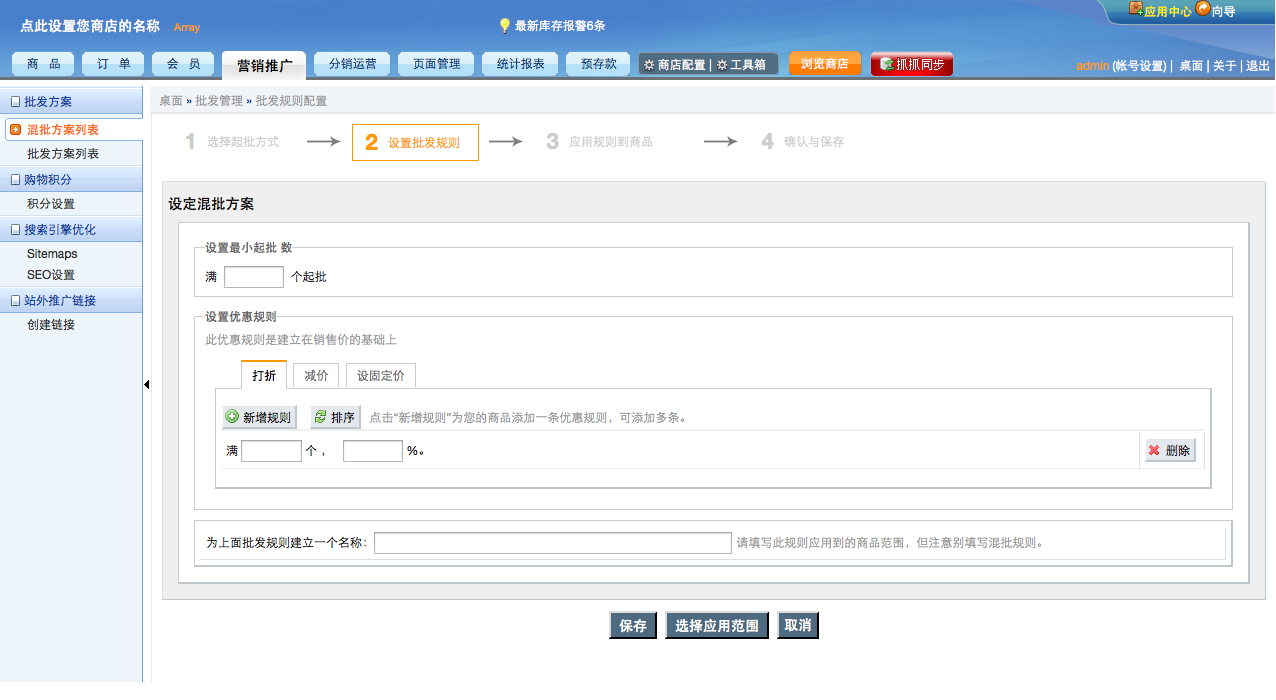 点此设置您商店的名称 Array 最新库存报警6条 应用中心 向导
商 品 订 单 会 员 营销推广 分销运营 页面管理 统计报表 预存款 商店配置 | 工具箱 浏览商店 抓抓同步 admin (帐号设置) | 桌面 | 关于 | 退出
批发方案
混批方案列表
批发方案列表
购物积分
积分设置
搜索引擎优化
Sitemaps
SEO设置
站外推广链接
创建链接
桌面 » 批发管理 » 批发规则配置
1 选择起批方式 2 设置批发规则 3 应用规则到商品 4 确认与保存
设定混批方案
设置最小起批 数
满 个起批
设置优惠规则
此优惠规则是建立在销售价的基础上
打折 减价 设固定价
新增规则 排序 点击“新增规则”为您的商品添加一条优惠规则，可添加多条。
满 个， %。 删除
为上面批发规则建立一个名称： 请填写此规则应用到的商品范围，但注意别填写混批规则。
保存 选择应用范围 取消